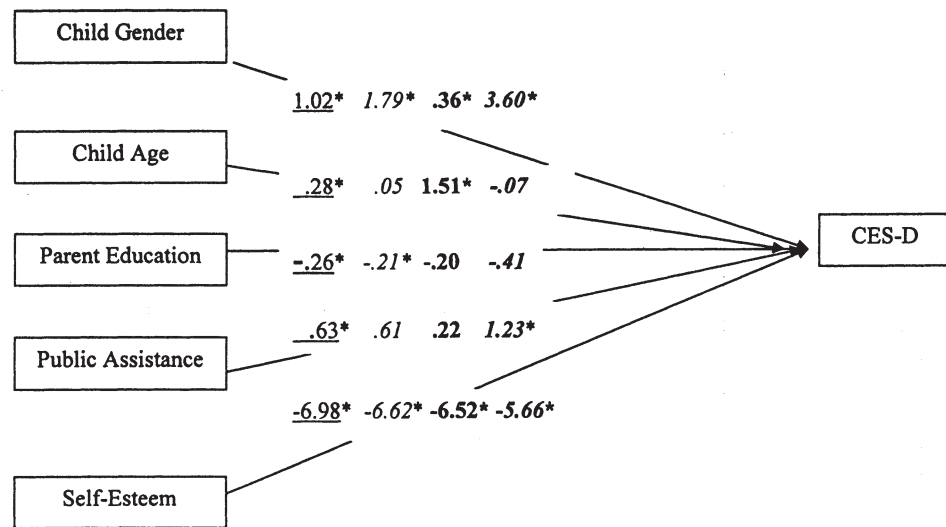 Child Gender
1.02* 1.79* .36* 3.60*
Child Age
.28* .05 1.51* -.07
CES-D
Parent Education
-.26* -.21* -.20 -.41
.63* .61 .22 1.23*
Public Assistance
-6.98* -6.62* -6.52* -5.66*
Self-Esteem